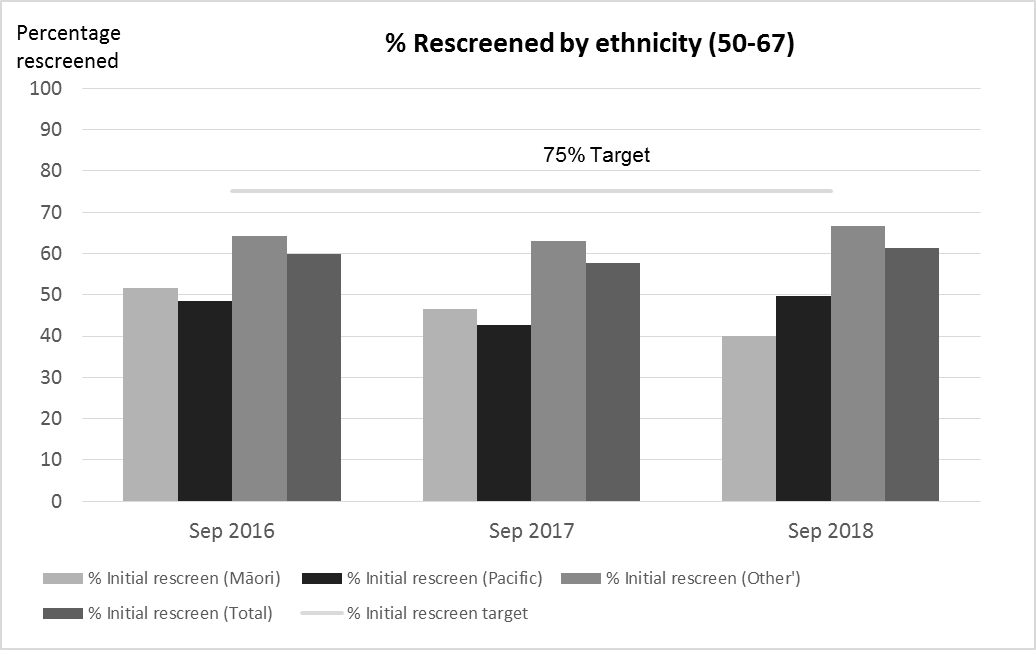 Percentage
rescreened
% Rescreened by ethnicity (50-67)
100
90
80
70
60
50
40
30
20
10
0
75% Target
Sep 2016 Sep 2017 Sep 2018
% Initial rescreen (Māori) % Initial rescreen (Pacific) % Initial rescreen (Other')
% Initial rescreen (Total) % Initial rescreen target